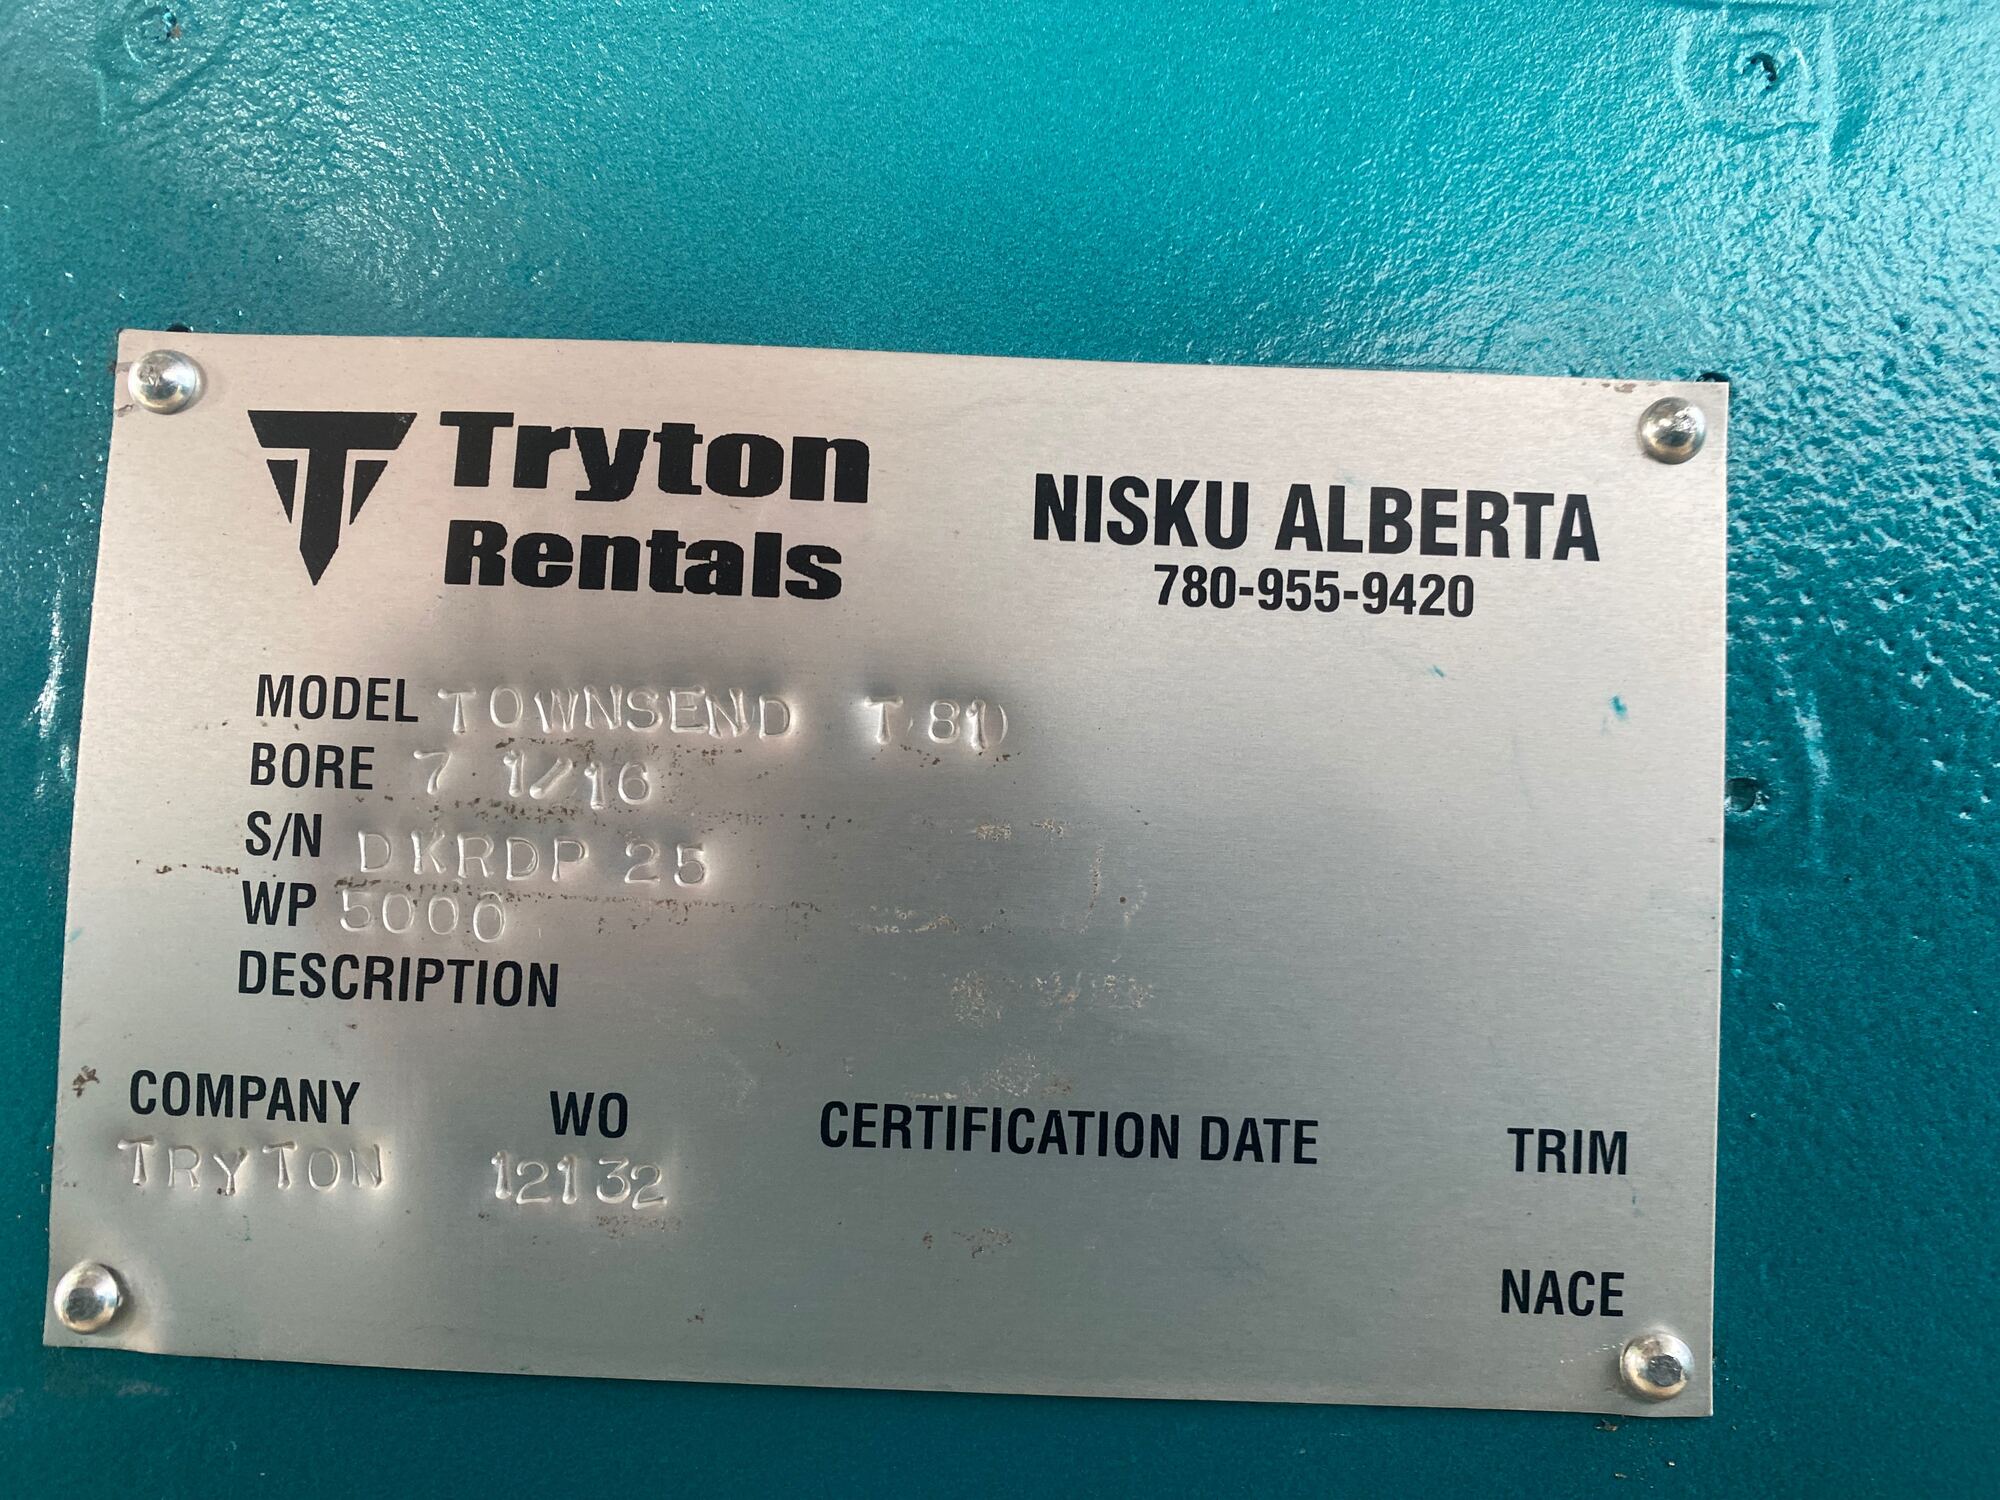 Tryton
Rentals
NISKU ALBERTA
780-955-9420
MODEL TOWNSEND T 81
BORE 7 1/16
S/N DKRDP 25
WP 5000
DESCRIPTION
COMPANY WO CERTIFICATION DATE TRIM
TRYTON 12132
NACE